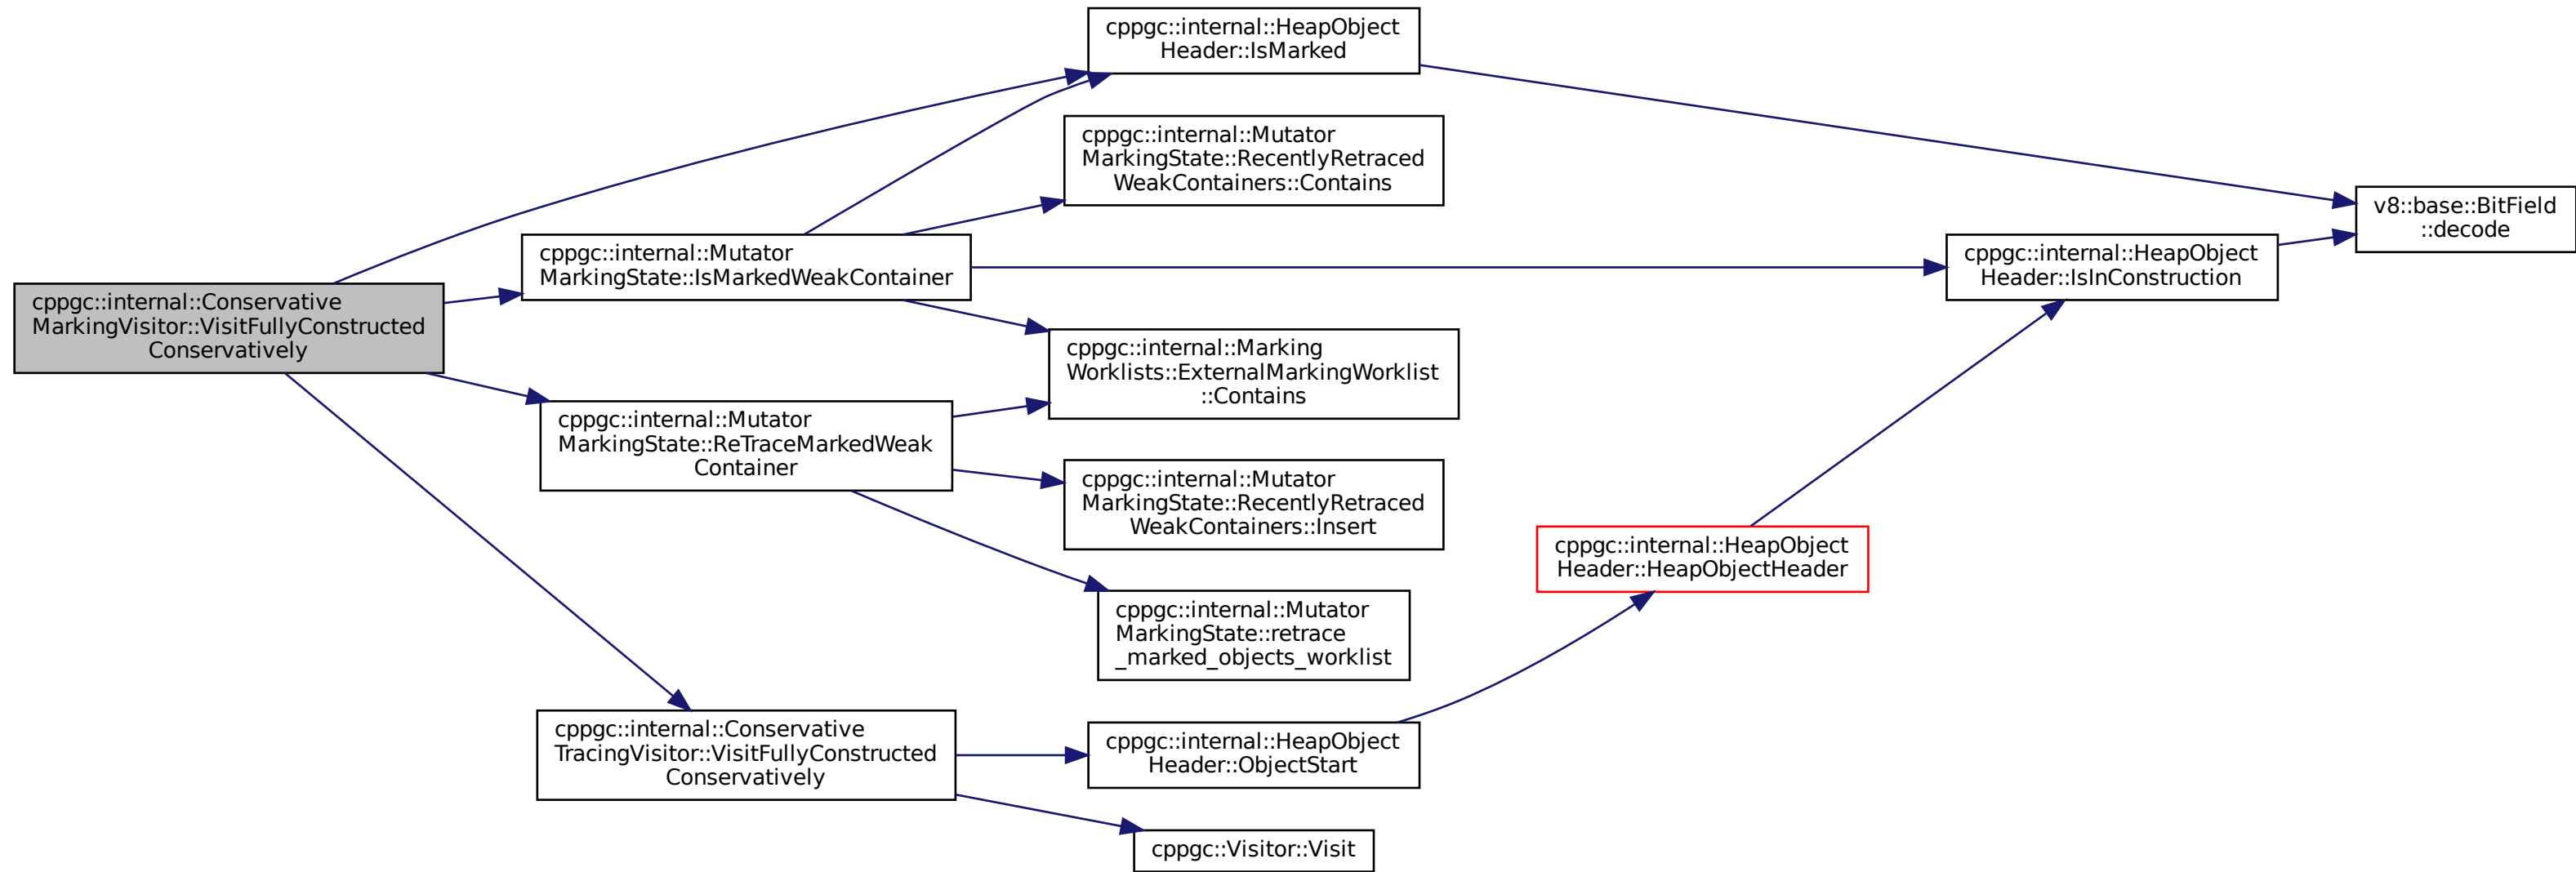 cppgc::internal::HeapObject
Header::IsMarked
cppgc::internal::Mutator
MarkingState::RecentlyRetraced
WeakContainers::Contains
v8::base::BitField
::decode
cppgc::internal::Mutator
MarkingState::IsMarkedWeakContainer
cppgc::internal::HeapObject
Header::IsInConstruction
cppgc::internal::Conservative
MarkingVisitor::VisitFullyConstructed
Conservatively
cppgc::internal::Marking
Worklists::ExternalMarkingWorklist
::Contains
cppgc::internal::Mutator
MarkingState::ReTraceMarkedWeak
Container
cppgc::internal::Mutator
MarkingState::RecentlyRetraced
WeakContainers::Insert
cppgc::internal::HeapObject
Header::HeapObjectHeader
cppgc::internal::Mutator
MarkingState::retrace
_marked_objects_worklist
cppgc::internal::Conservative
TracingVisitor::VisitFullyConstructed
Conservatively
cppgc::internal::HeapObject
Header::ObjectStart
cppgc::Visitor::Visit